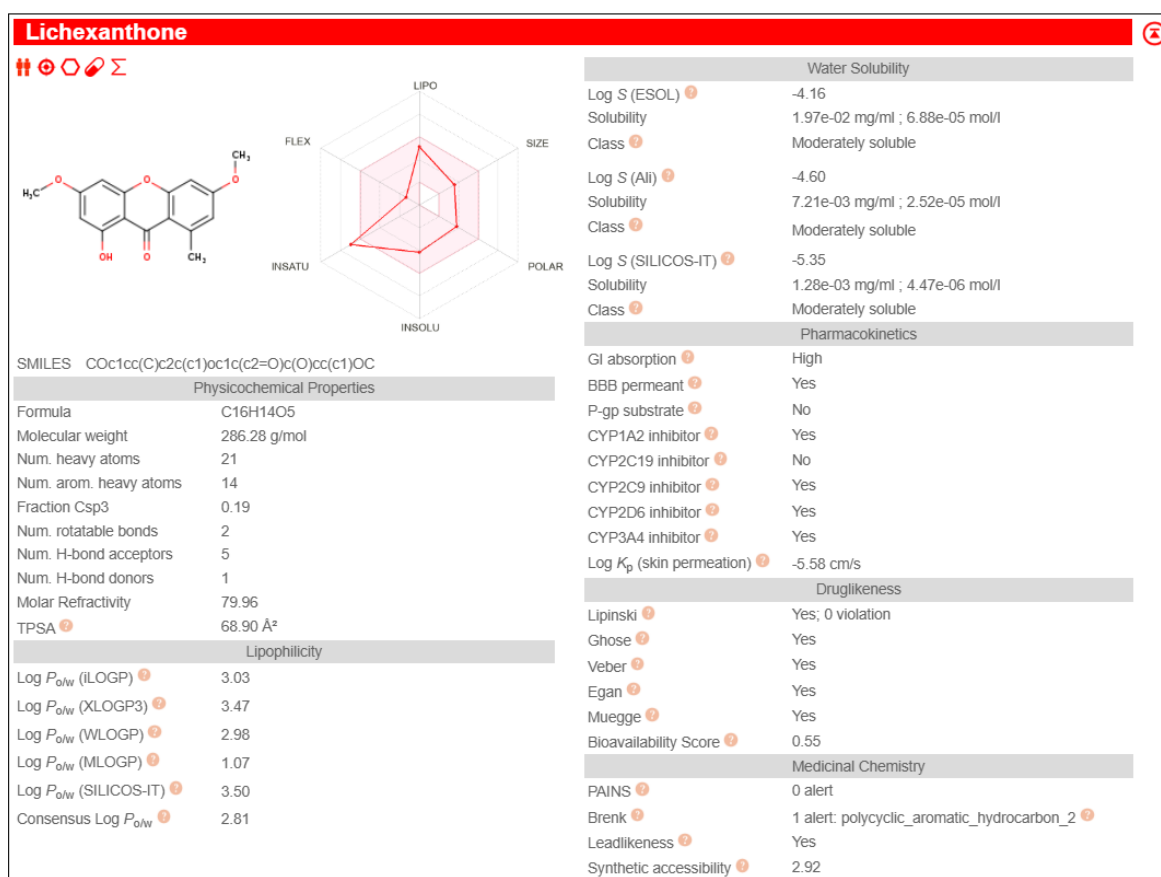 Lichexanthone
LIPO
FLEX
SIZE
INSATU
POLAR
INSOLU
H₃C
O
O
O
CH₃
OH
O
CH₃
SMILES COc1cc(C)c2c(c1)oc1c(c2=O)c(O)cc(c1)OC
Physicochemical Properties
Formula C16H14O5
Molecular weight 286.28 g/mol
Num. heavy atoms 21
Num. arom. heavy atoms 14
Fraction Csp3 0.19
Num. rotatable bonds 2
Num. H-bond acceptors 5
Num. H-bond donors 1
Molar Refractivity 79.96
TPSA ? 68.90 Å²
Lipophilicity
Log Po/w (iLOGP) ? 3.03
Log Po/w (XLOGP3) ? 3.47
Log Po/w (WLOGP) ? 2.98
Log Po/w (MLOGP) ? 1.07
Log Po/w (SILICOS-IT) ? 3.50
Consensus Log Po/w ? 2.81
Water Solubility
Log S (ESOL) ? -4.16
Solubility 1.97e-02 mg/ml ; 6.88e-05 mol/l
Class ? Moderately soluble
Log S (Ali) ? -4.60
Solubility 7.21e-03 mg/ml ; 2.52e-05 mol/l
Class ? Moderately soluble
Log S (SILICOS-IT) ? -5.35
Solubility 1.28e-03 mg/ml ; 4.47e-06 mol/l
Class ? Moderately soluble
Pharmacokinetics
GI absorption ? High
BBB permeant ? Yes
P-gp substrate ? No
CYP1A2 inhibitor ? Yes
CYP2C19 inhibitor ? No
CYP2C9 inhibitor ? Yes
CYP2D6 inhibitor ? Yes
CYP3A4 inhibitor ? Yes
Log Kp (skin permeation) ? -5.58 cm/s
Druglikeness
Lipinski ? Yes; 0 violation
Ghose ? Yes
Veber ? Yes
Egan ? Yes
Muegge ? Yes
Bioavailability Score ? 0.55
Medicinal Chemistry
PAINS ? 0 alert
Brenk ? 1 alert: polycyclic_aromatic_hydrocarbon_2 ?
Leadlikeness ? Yes
Synthetic accessibility ? 2.92